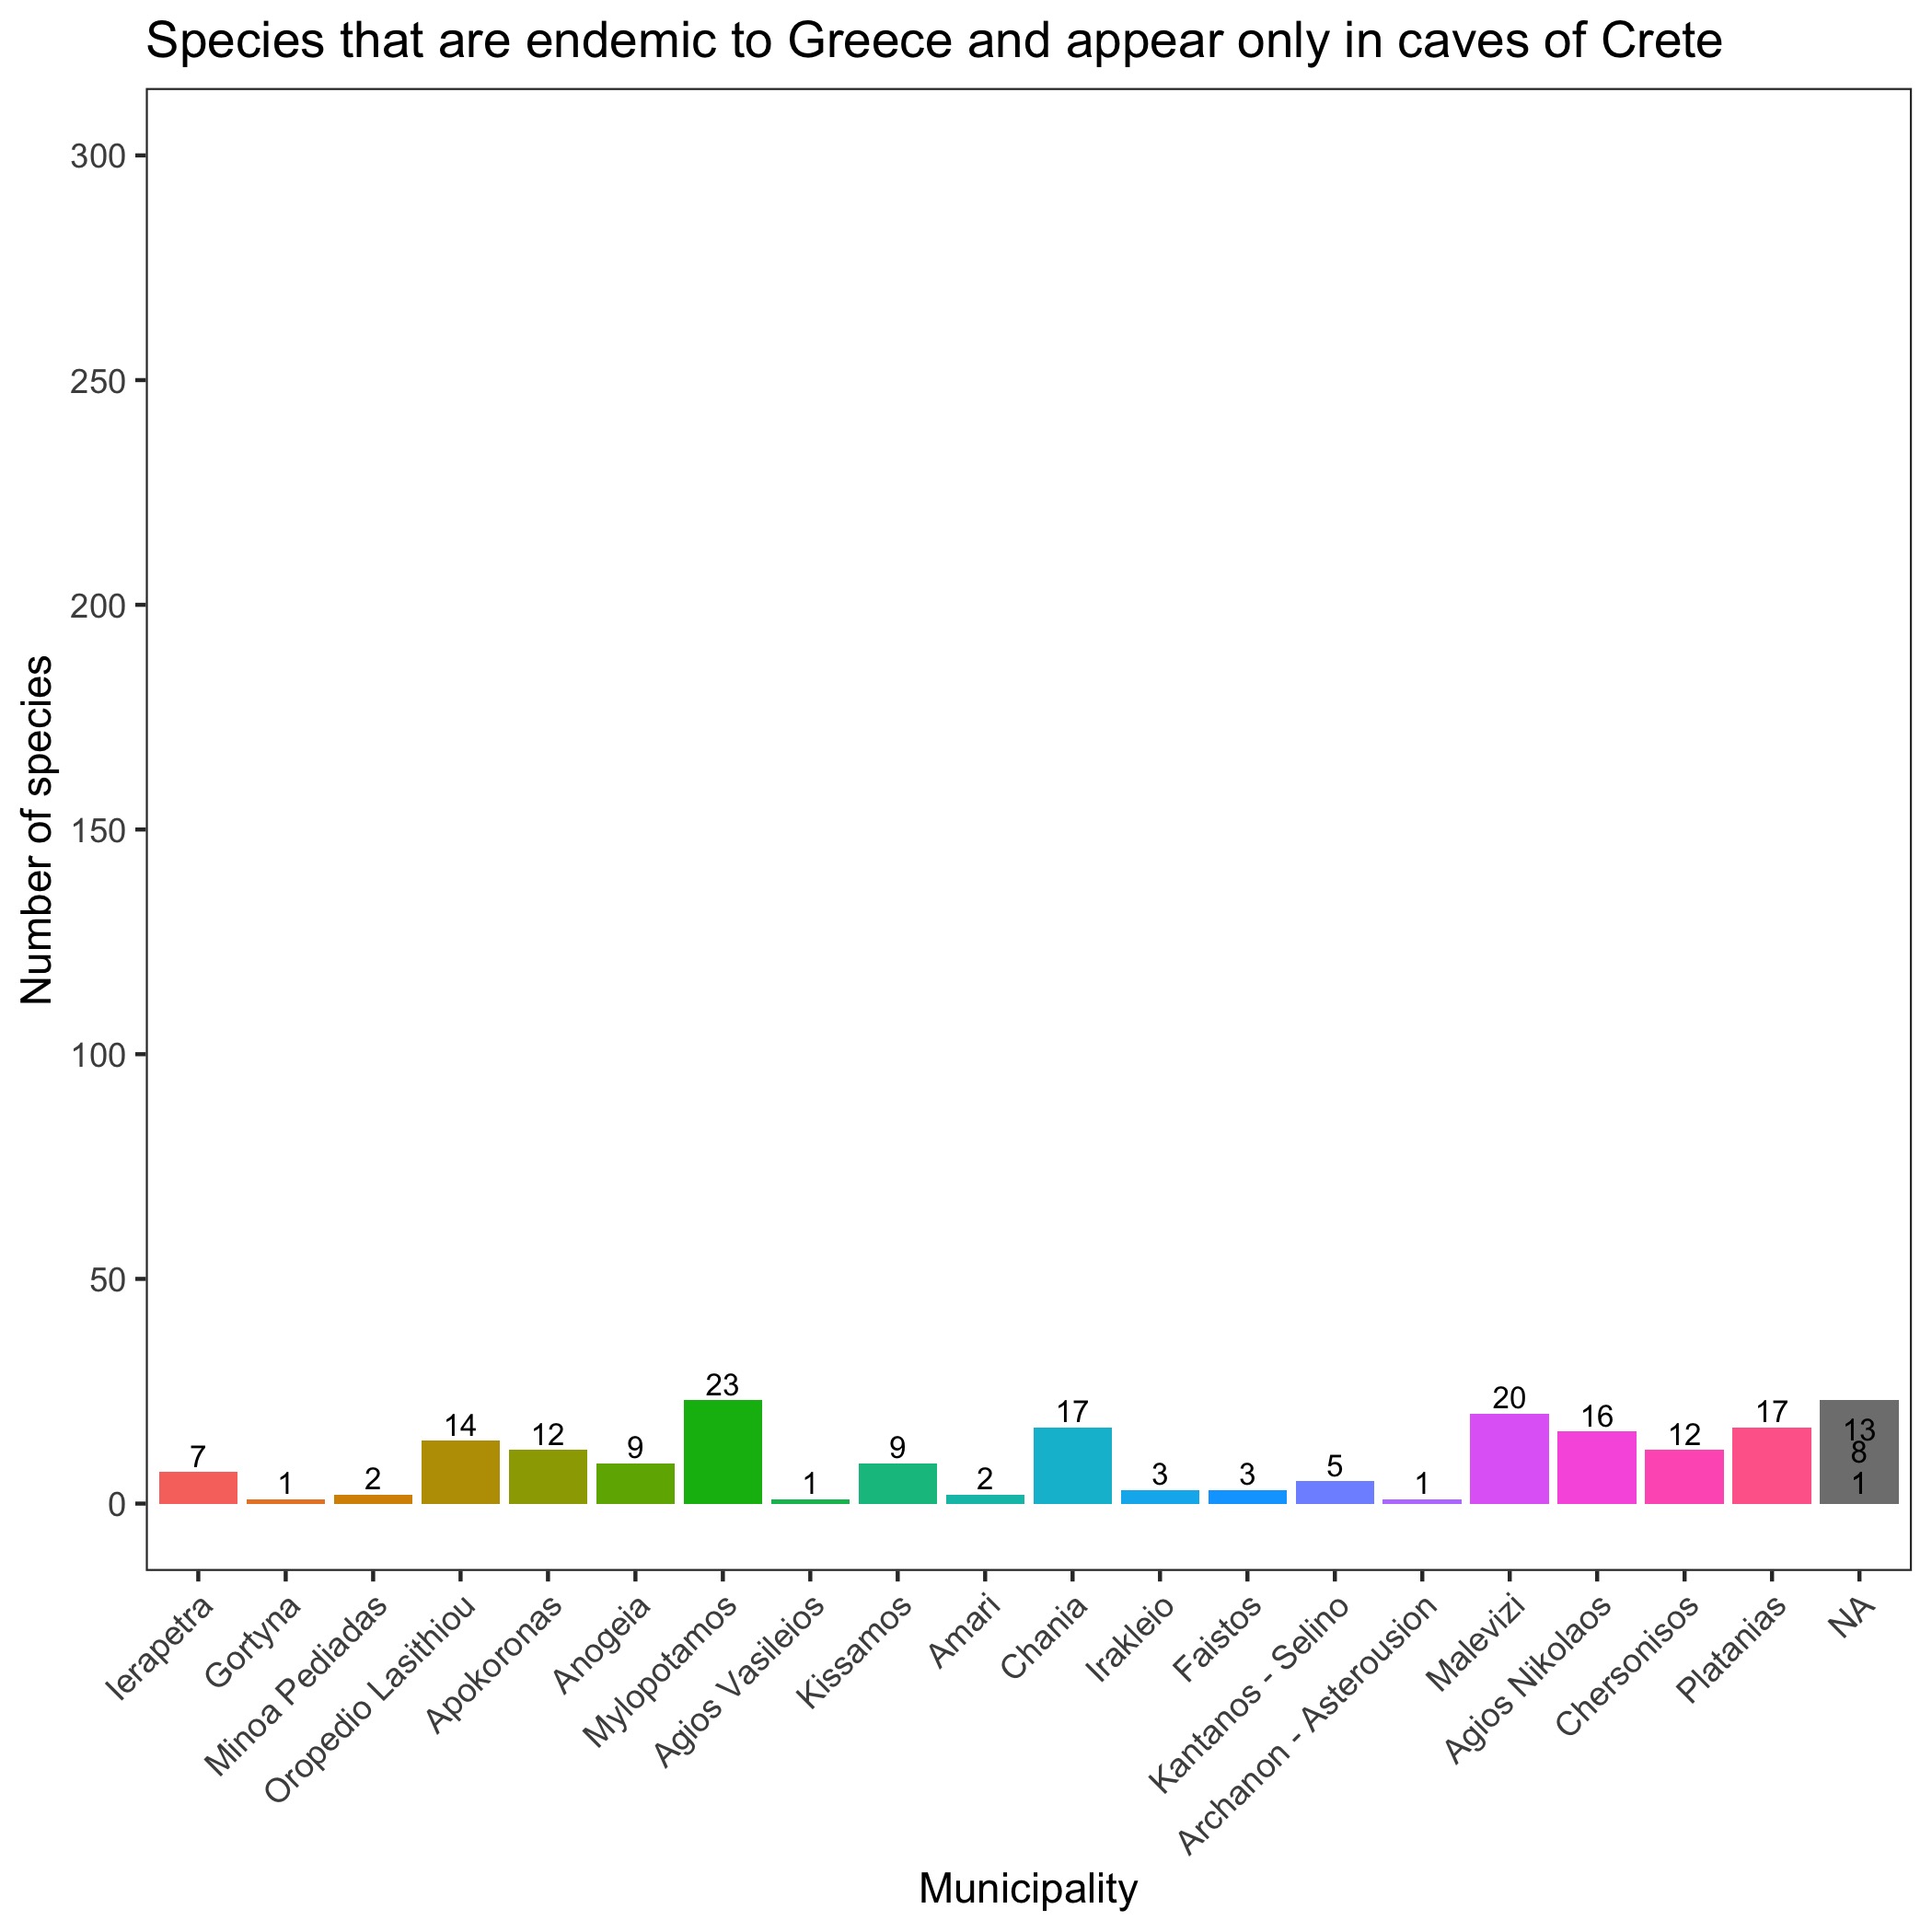 Species that are endemic to Greece and appear only in caves of Crete
300
250
200
150
100
50
0
Number of species
7
1
2
14
12
9
23
1
9
2
17
3
3
5
1
20
16
12
17
13
8
1
Ierapetra
Gortyna
Minoa Pediadas
Oropedio Lasithiou
Apokoronas
Anogeia
Mylopotamos
Agios Vasileios
Kissamos
Amari
Chania
Irakleio
Faistos
Kantanos - Selino
Archanon - Asterousion
Malevizi
Agios Nikolaos
Chersonisos
Platanias
NA
Municipality